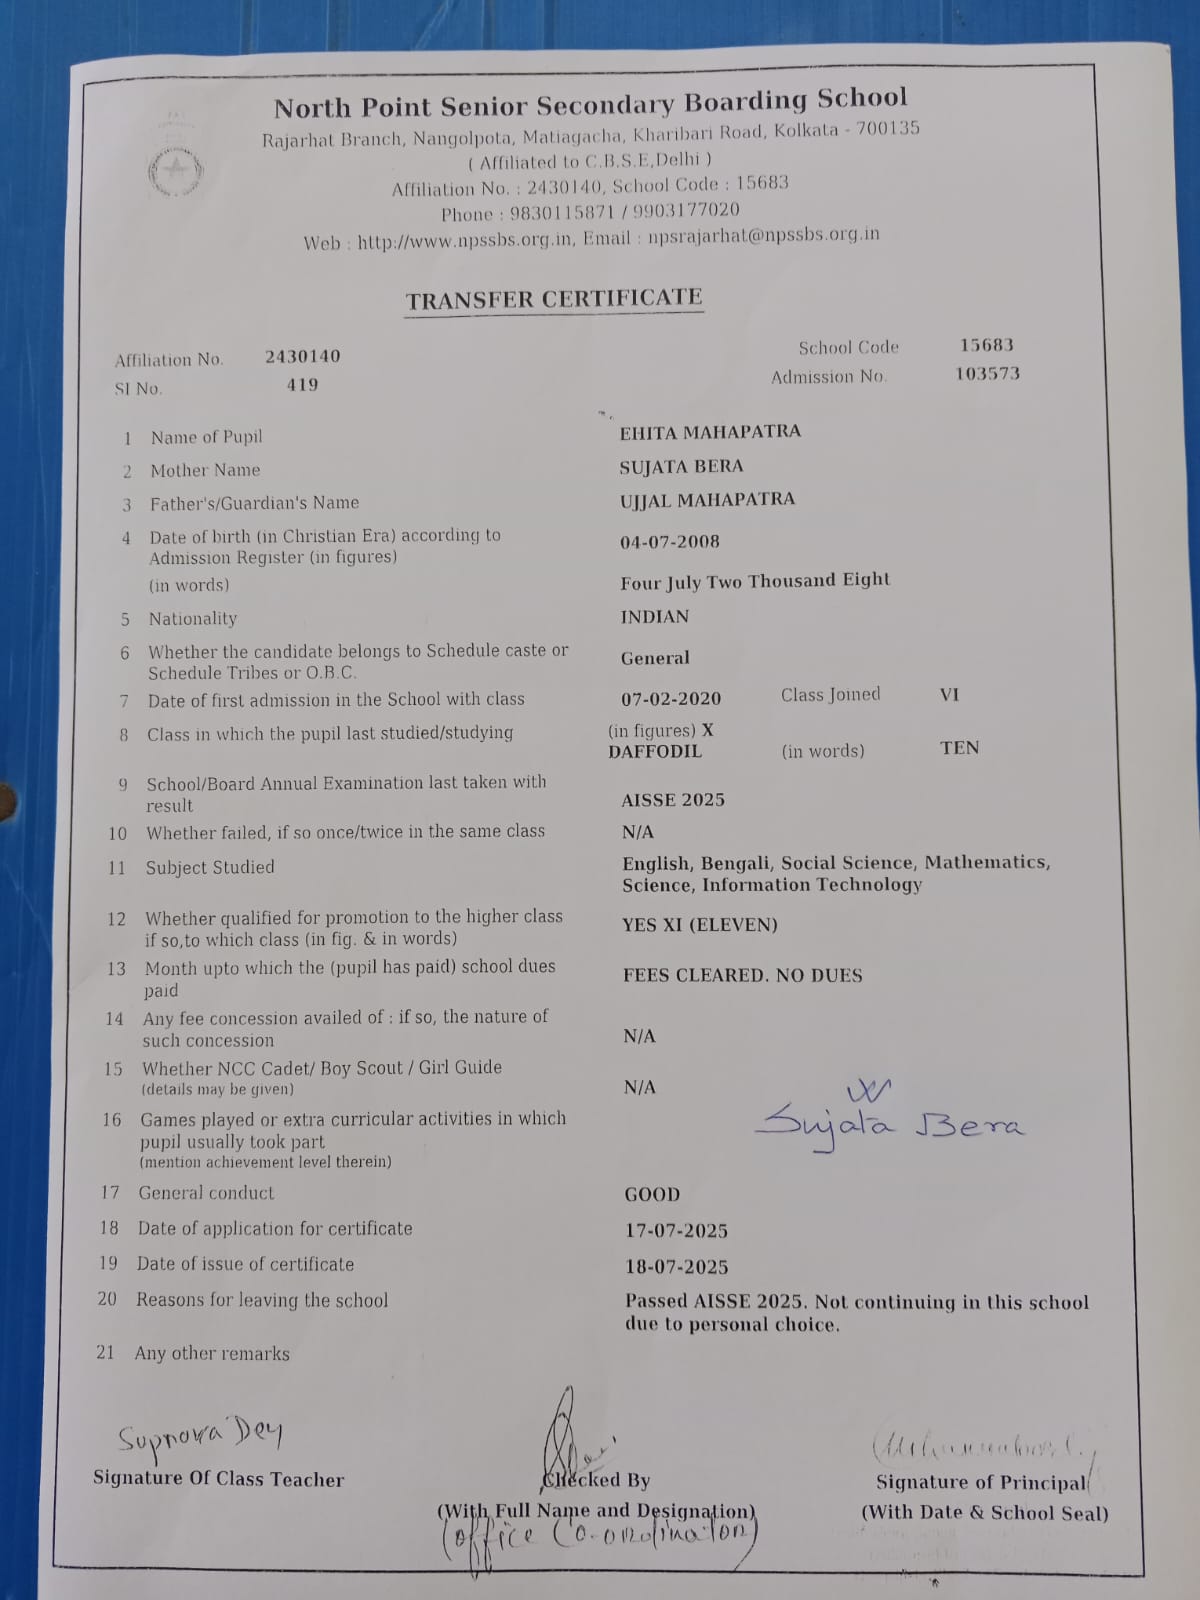 North Point Senior Secondary Boarding School
Rajarhat Branch, Nangolpota, Matiagacha, Kharibari Road, Kolkata - 700135
( Affiliated to C.B.S.E,Delhi )
Affiliation No. : 2430140, School Code : 15683
Phone : 9830115871 / 9903177020
Web : http://www.npssbs.org.in, Email : npsrajarhat@npssbs.org.in
TRANSFER CERTIFICATE
Affiliation No. 2430140 School Code 15683
Sl No. 419 Admission No. 103573
1 Name of Pupil EHITA MAHAPATRA
2 Mother Name SUJATA BERA
3 Father's/Guardian's Name UJJAL MAHAPATRA
4 Date of birth (in Christian Era) according to
Admission Register (in figures) 04-07-2008
(in words) Four July Two Thousand Eight
5 Nationality INDIAN
6 Whether the candidate belongs to Schedule caste or
Schedule Tribes or O.B.C. General
7 Date of first admission in the School with class 07-02-2020 Class Joined VI
8 Class in which the pupil last studied/studying (in figures) X
DAFFODIL (in words) TEN
9 School/Board Annual Examination last taken with
result AISSE 2025
10 Whether failed, if so once/twice in the same class N/A
11 Subject Studied English, Bengali, Social Science, Mathematics,
Science, Information Technology
12 Whether qualified for promotion to the higher class
if so,to which class (in fig. & in words) YES XI (ELEVEN)
13 Month upto which the (pupil has paid) school dues
paid FEES CLEARED. NO DUES
14 Any fee concession availed of : if so, the nature of
such concession N/A
15 Whether NCC Cadet/ Boy Scout / Girl Guide
(details may be given) N/A
16 Games played or extra curricular activities in which
Sujata Bera
pupil usually took part
(mention achievement level therein)
17 General conduct GOOD
18 Date of application for certificate 17-07-2025
19 Date of issue of certificate 18-07-2025
20 Reasons for leaving the school Passed AISSE 2025. Not continuing in this school
due to personal choice.
21 Any other remarks
Suprova Dey
Signature Of Class Teacher Checked By Signature of Principal
(With Full Name and Designation) (With Date & School Seal)
(Office Co-ordinator)